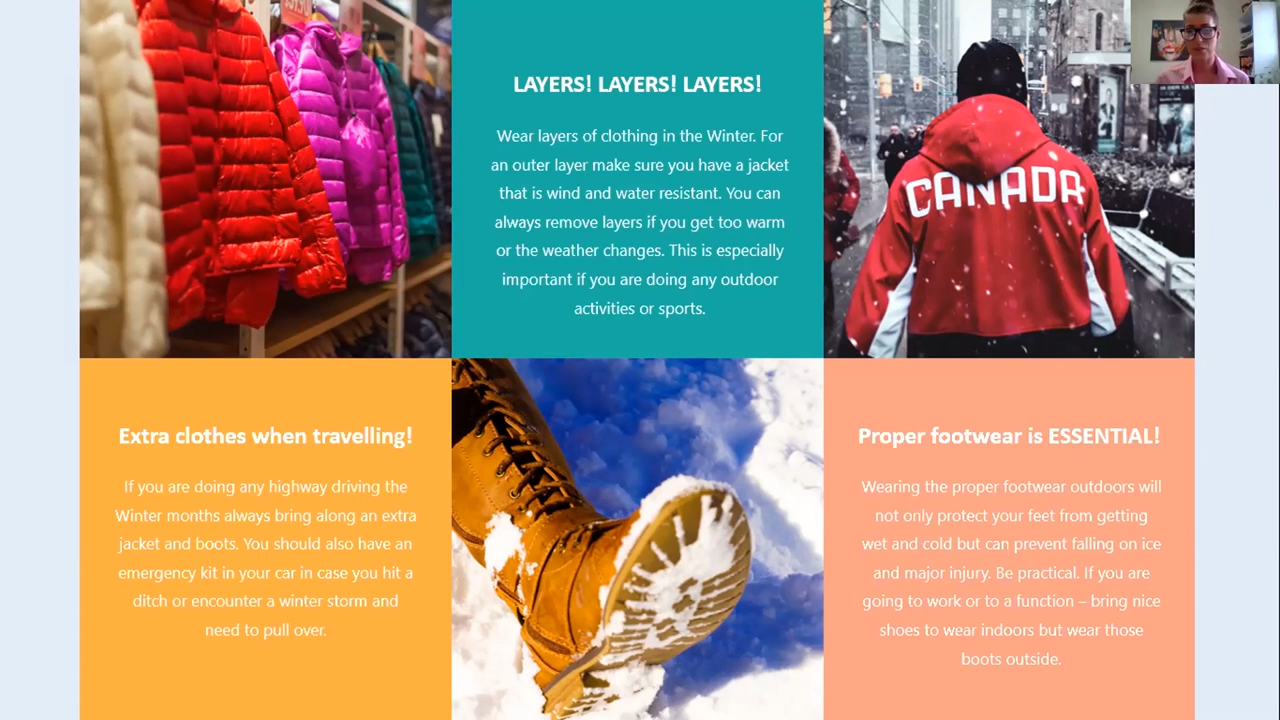 LAYERS! LAYERS! LAYERS!
Wear layers of clothing in the Winter. For
an outer layer make sure you have a jacket
that is wind and water resistant. You can
always remove layers if you get too warm
or the weather changes. This is especially
important if you are doing any outdoor
activities or sports.
CANADA
Extra clothes when travelling!
If you are doing any highway driving the
Winter months always bring along an extra
jacket and boots. You should also have an
emergency kit in your car in case you hit a
ditch or encounter a winter storm and
need to pull over.
Proper footwear is ESSENTIAL!
Wearing the proper footwear outdoors will
not only protect your feet from getting
wet and cold but can prevent falling on ice
and major injury. Be practical. If you are
going to work or to a function – bring nice
shoes to wear indoors but wear those
boots outside.